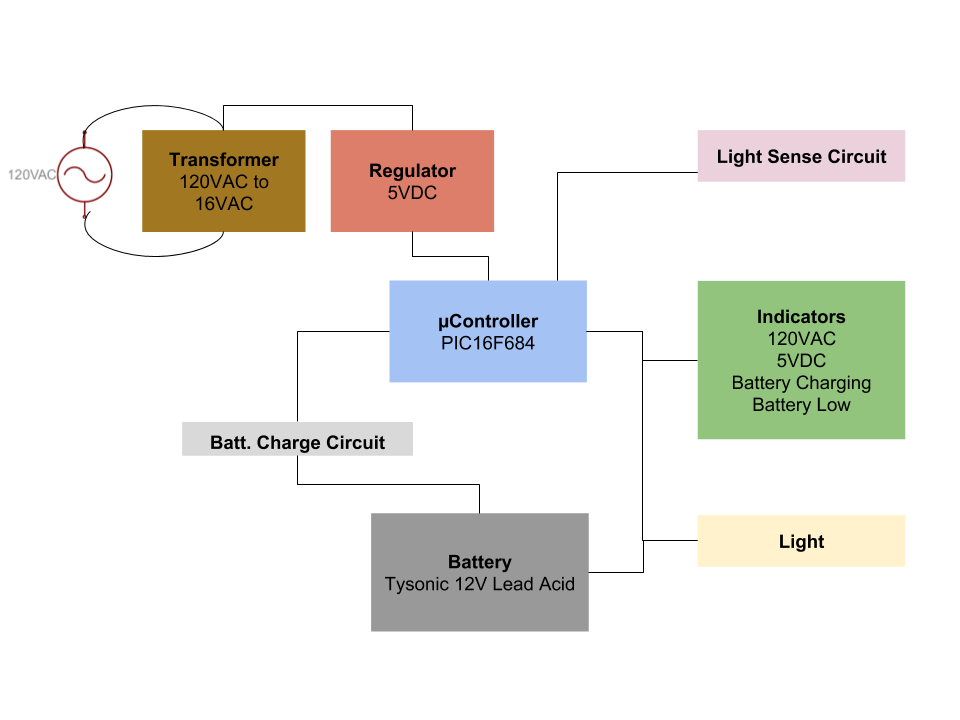 120VAC
Transformer
120VAC to
16VAC
Regulator
5VDC
Light Sense Circuit
µController
PIC16F684
Indicators
120VAC
5VDC
Battery Charging
Battery Low
Batt. Charge Circuit
Battery
Tysonic 12V Lead Acid
Light